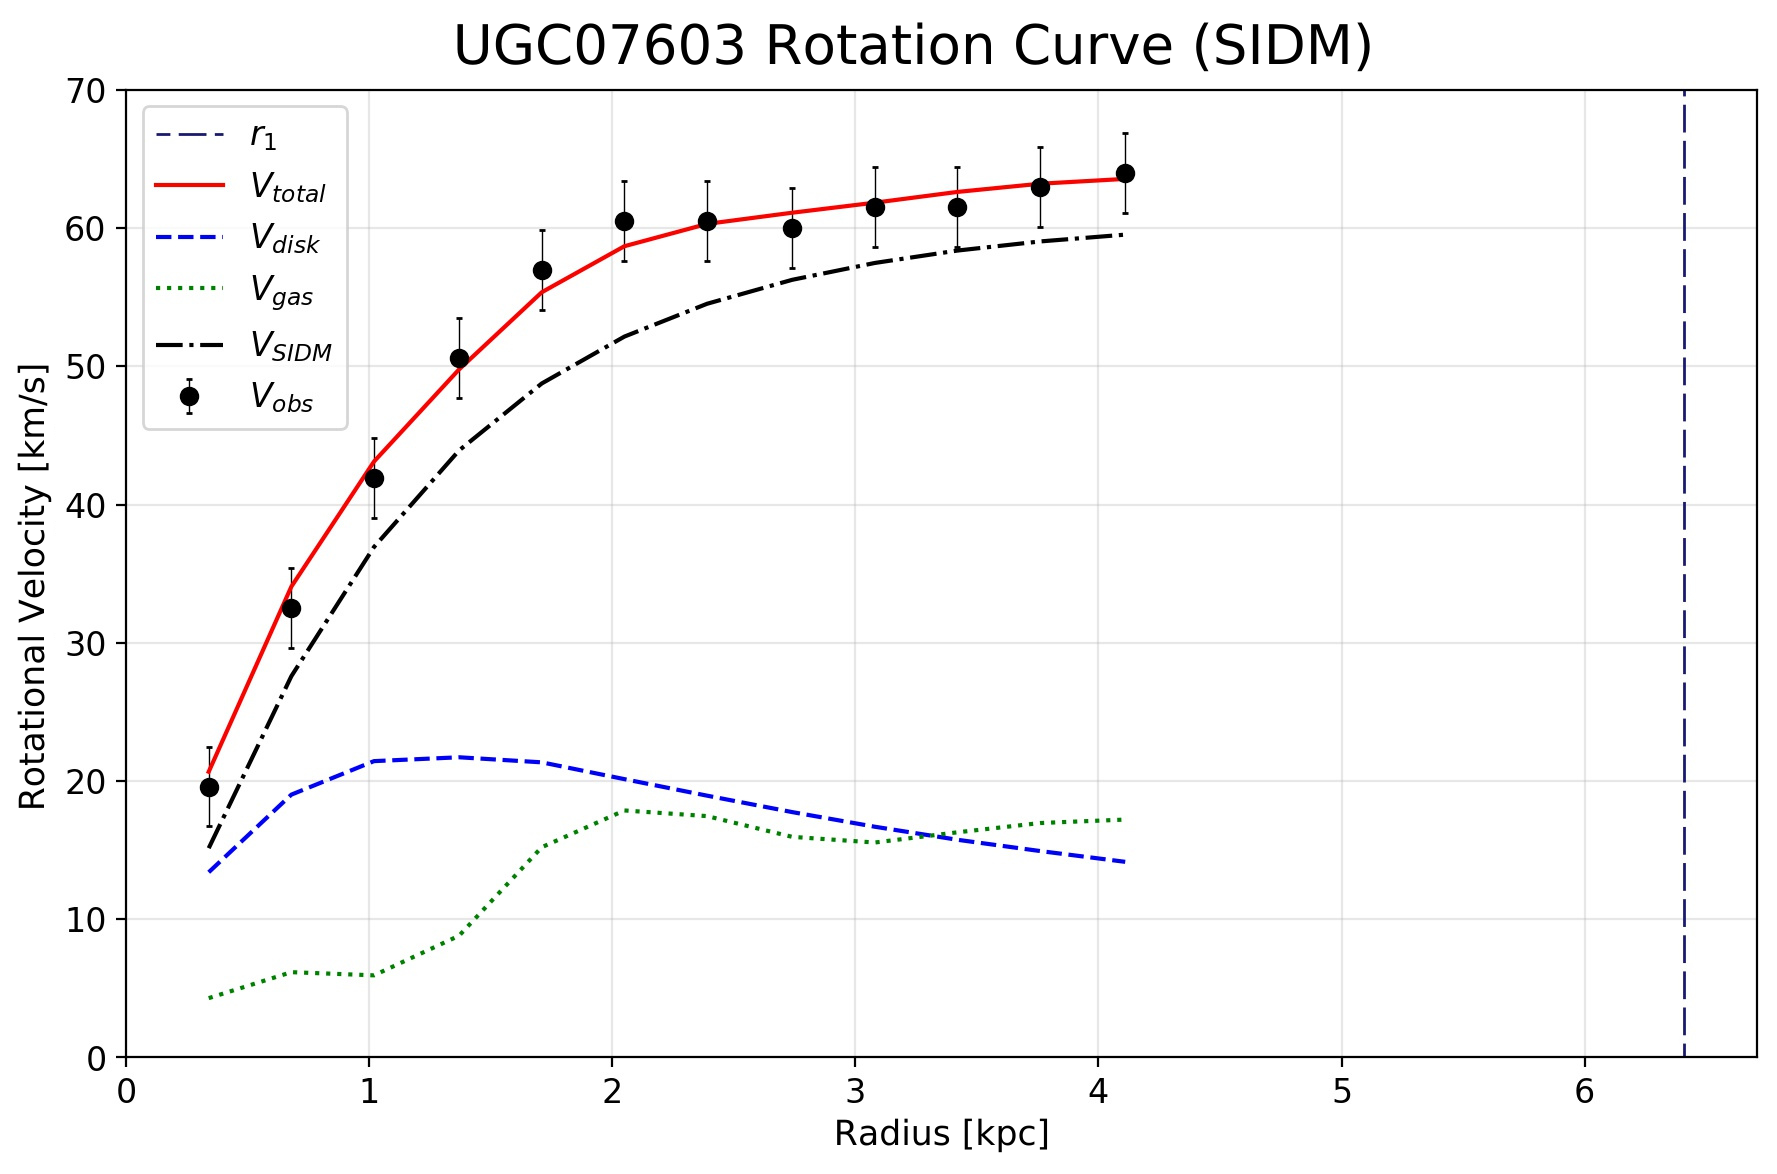 UGC07603 Rotation Curve (SIDM)
70
60
50
40
30
20
10
0
Rotational Velocity [km/s]
r1
Vtotal
Vdisk
Vgas
VSIDM
Vobs
0 1 2 3 4 5 6
Radius [kpc]